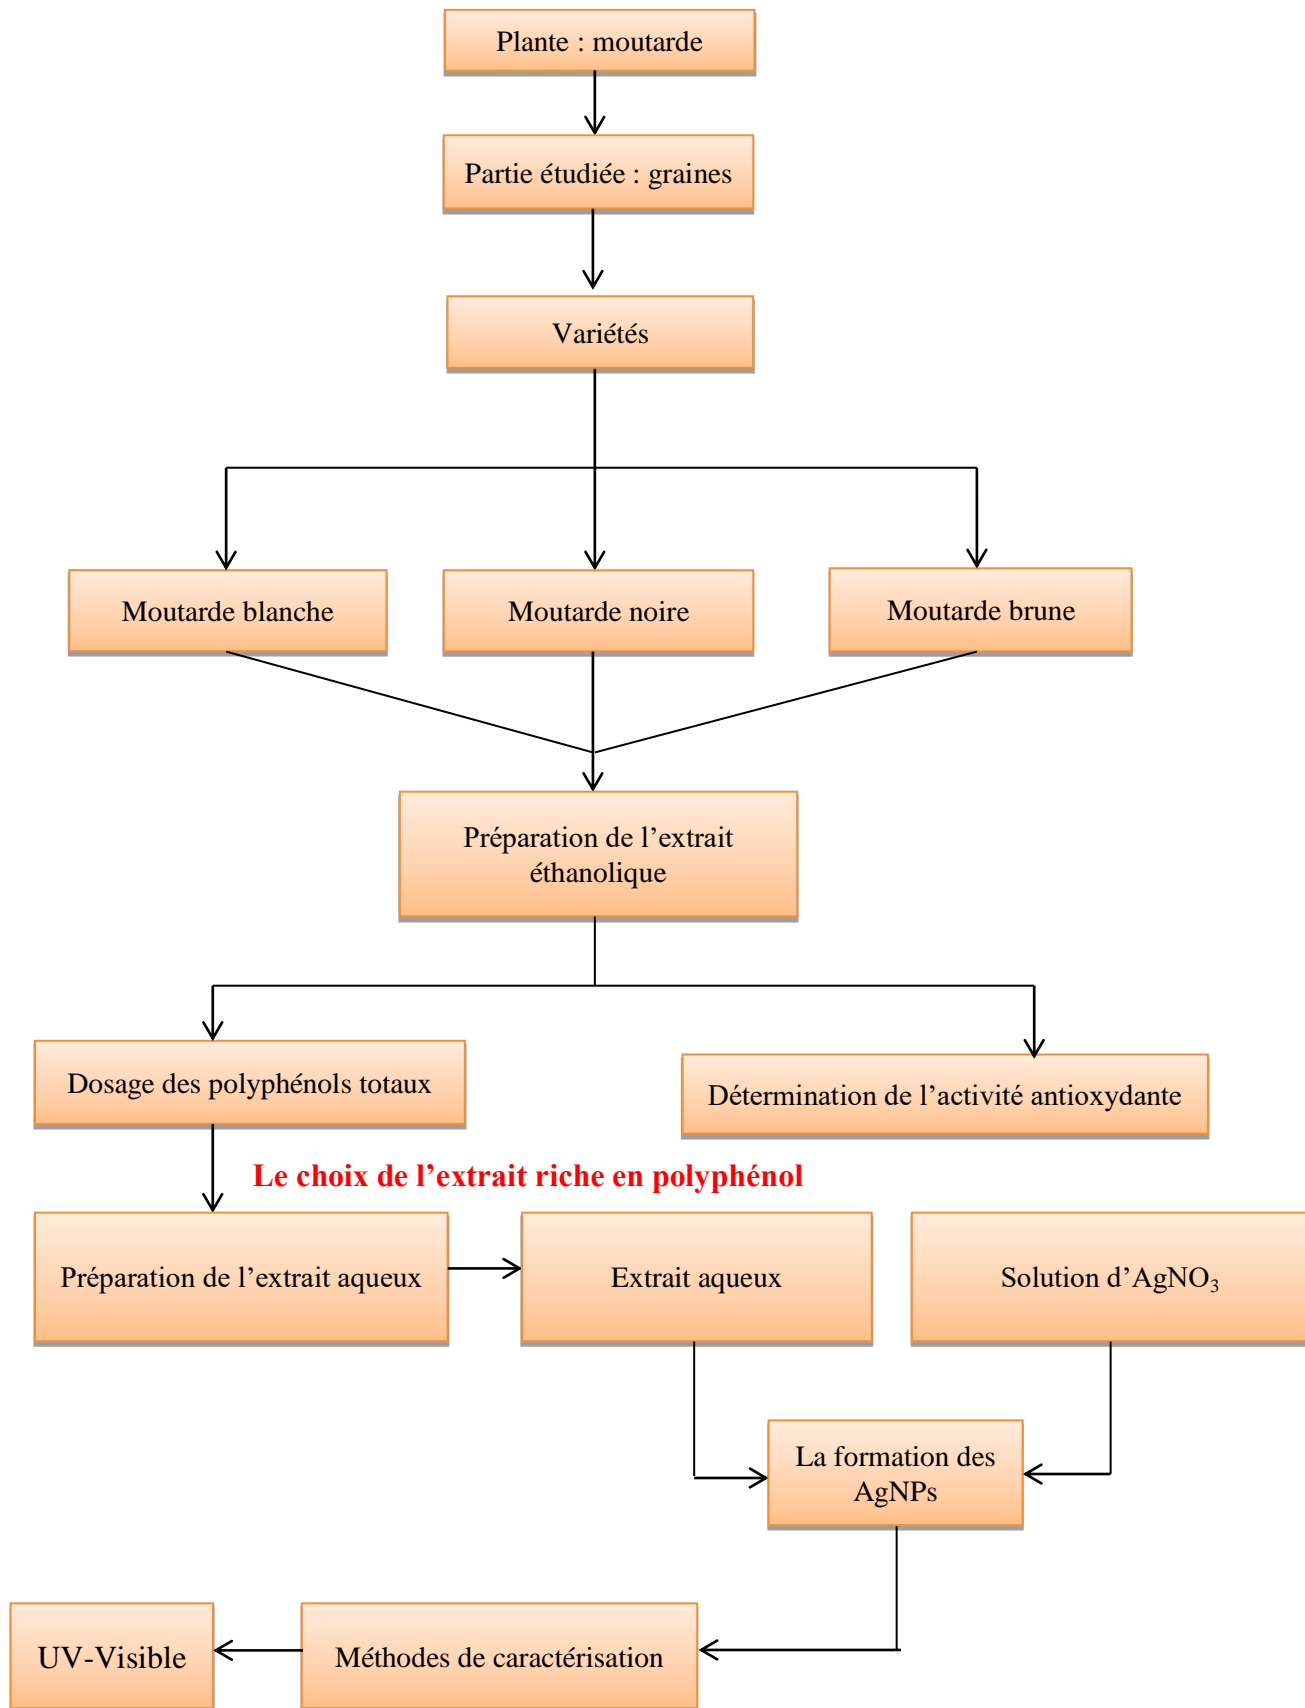 Plante : moutarde
Partie étudiée : graines
Variétés
Moutarde blanche
Moutarde noire
Moutarde brune
Préparation de l’extrait
éthanolique
Dosage des polyphénols totaux
Détermination de l’activité antioxydante
Le choix de l’extrait riche en polyphénol
Préparation de l’extrait aqueux
Extrait aqueux
Solution d’AgNO₃
La formation des
AgNPs
UV-Visible
Méthodes de caractérisation